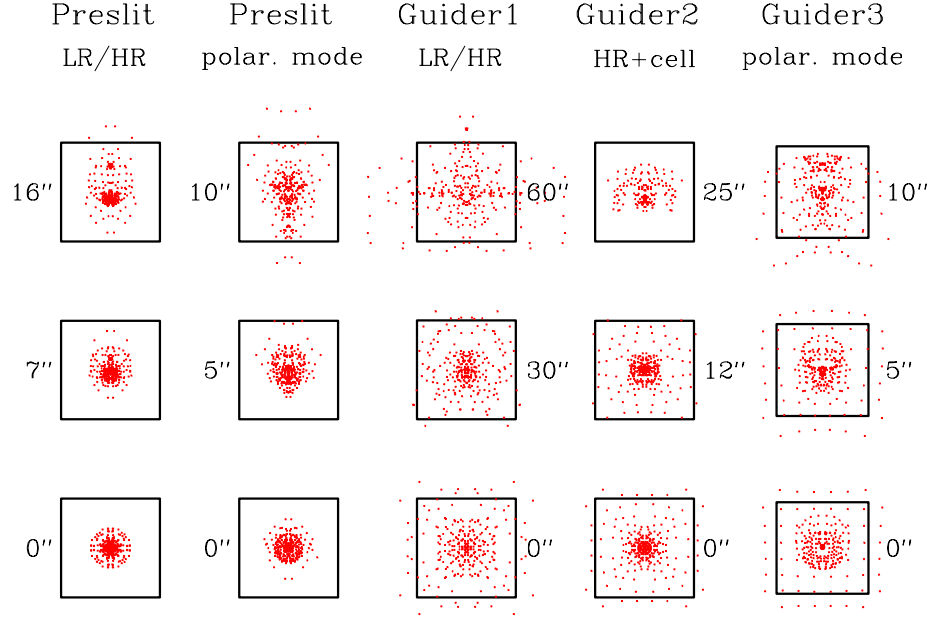 Preslit Preslit Guider1 Guider2 Guider3
LR/HR polar. mode LR/HR HR+cell polar. mode
16" 10" 60" 25" 10"
7" 5" 30" 12" 5"
0" 0" 0" 0" 0"